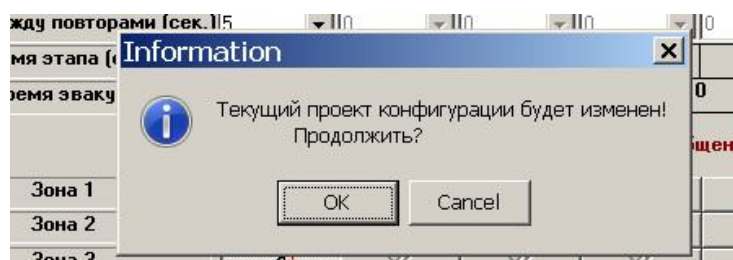 жду повторами (сек.) 5 0 0 0 0
мя этапа (
Information
ремя эваку
0
Текущий проект конфигурации будет изменен!
Продолжить?
бщен
OK Cancel
Зона 1
Зона 2
Зона 3